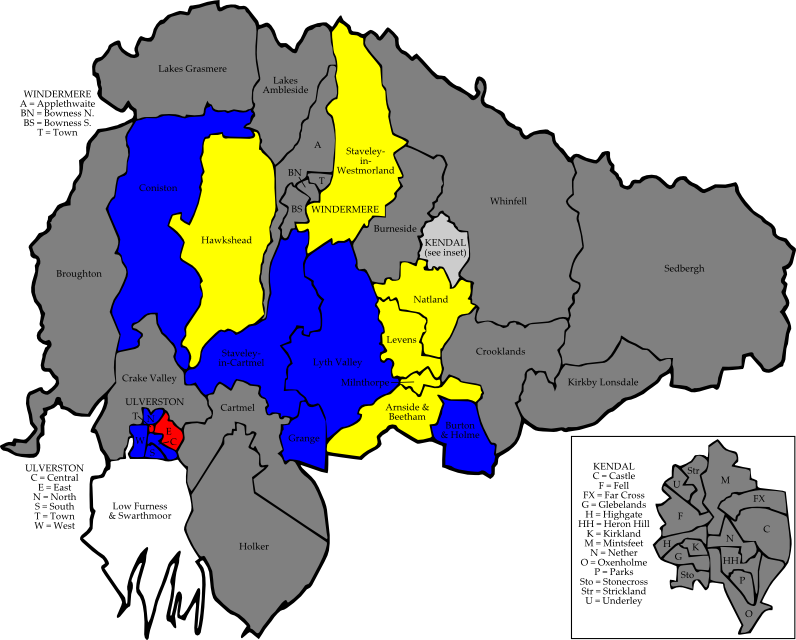 Lakes Grasmere
Lakes
Ambleside
WINDERMERE
A = Applethwaite
BN = Bowness N.
BS = Bowness S.
T = Town
A
Staveley-
in-
Westmorland
BN
T
Coniston
BS
WINDERMERE
Whinfell
Burneside
Hawkshead
KENDAL
(see inset)
Broughton
Sedbergh
Natland
Levens
Crooklands
Staveley-
in-Cartmel
Lyth Valley
Crake Valley
Milnthorpe
Kirkby Lonsdale
ULVERSTON
Cartmel
T
N
Arnside &
Beetham
E
C
W
S
Grange
Burton
& Holme
ULVERSTON
C = Central
E = East
N = North
S = South
T = Town
W = West
Low Furness
& Swarthmoor
Holker
KENDAL
C = Castle
F = Fell
FX = Far Cross
G = Glebelands
H = Highgate
HH = Heron Hill
K = Kirkland
M = Mintsfeet
N = Nether
O = Oxenholme
P = Parks
Sto = Stonecross
Str = Strickland
U = Underley
Str
M
U
FX
F
C
N
H
K
G
HH
Sto
P
O